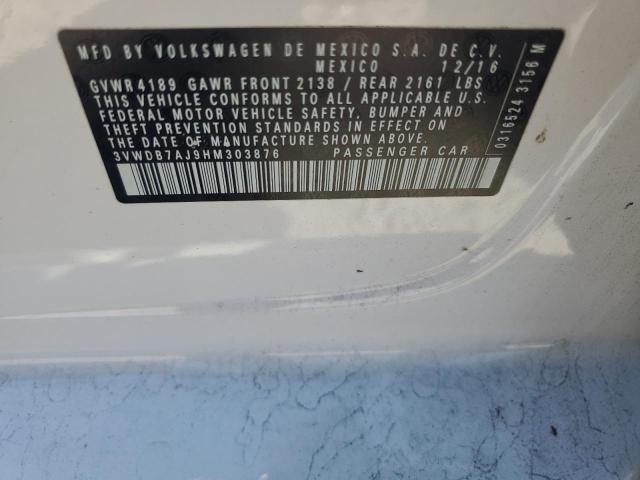 MFD BY VOLKSWAGEN DE MEXICO S.A. DE C.V.
MEXICO 12/16
GVWR 4189 GAWR FRONT 2138 / REAR 2161 LBS
THIS VEHICLE CONFORMS TO ALL APPLICABLE
FEDERAL MOTOR VEHICLE SAFETY, BUMPER AND
THEFT PREVENTION STANDARDS IN EFFECT ON
THE DATE OF MANUFACTURE SHOWN ABOVE.
3VWDB7AJ9HM303876 PASSENGER CAR
0316524 3156 M